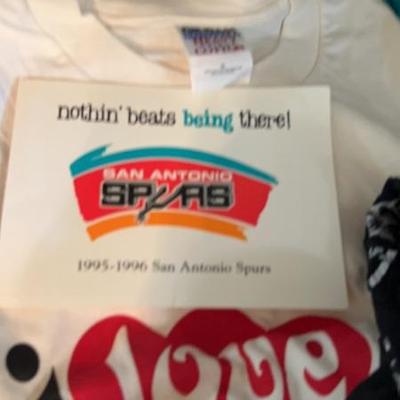 nothin' beats being there!
SAN ANTONIO
SPURS
1995-1996 San Antonio Spurs
love